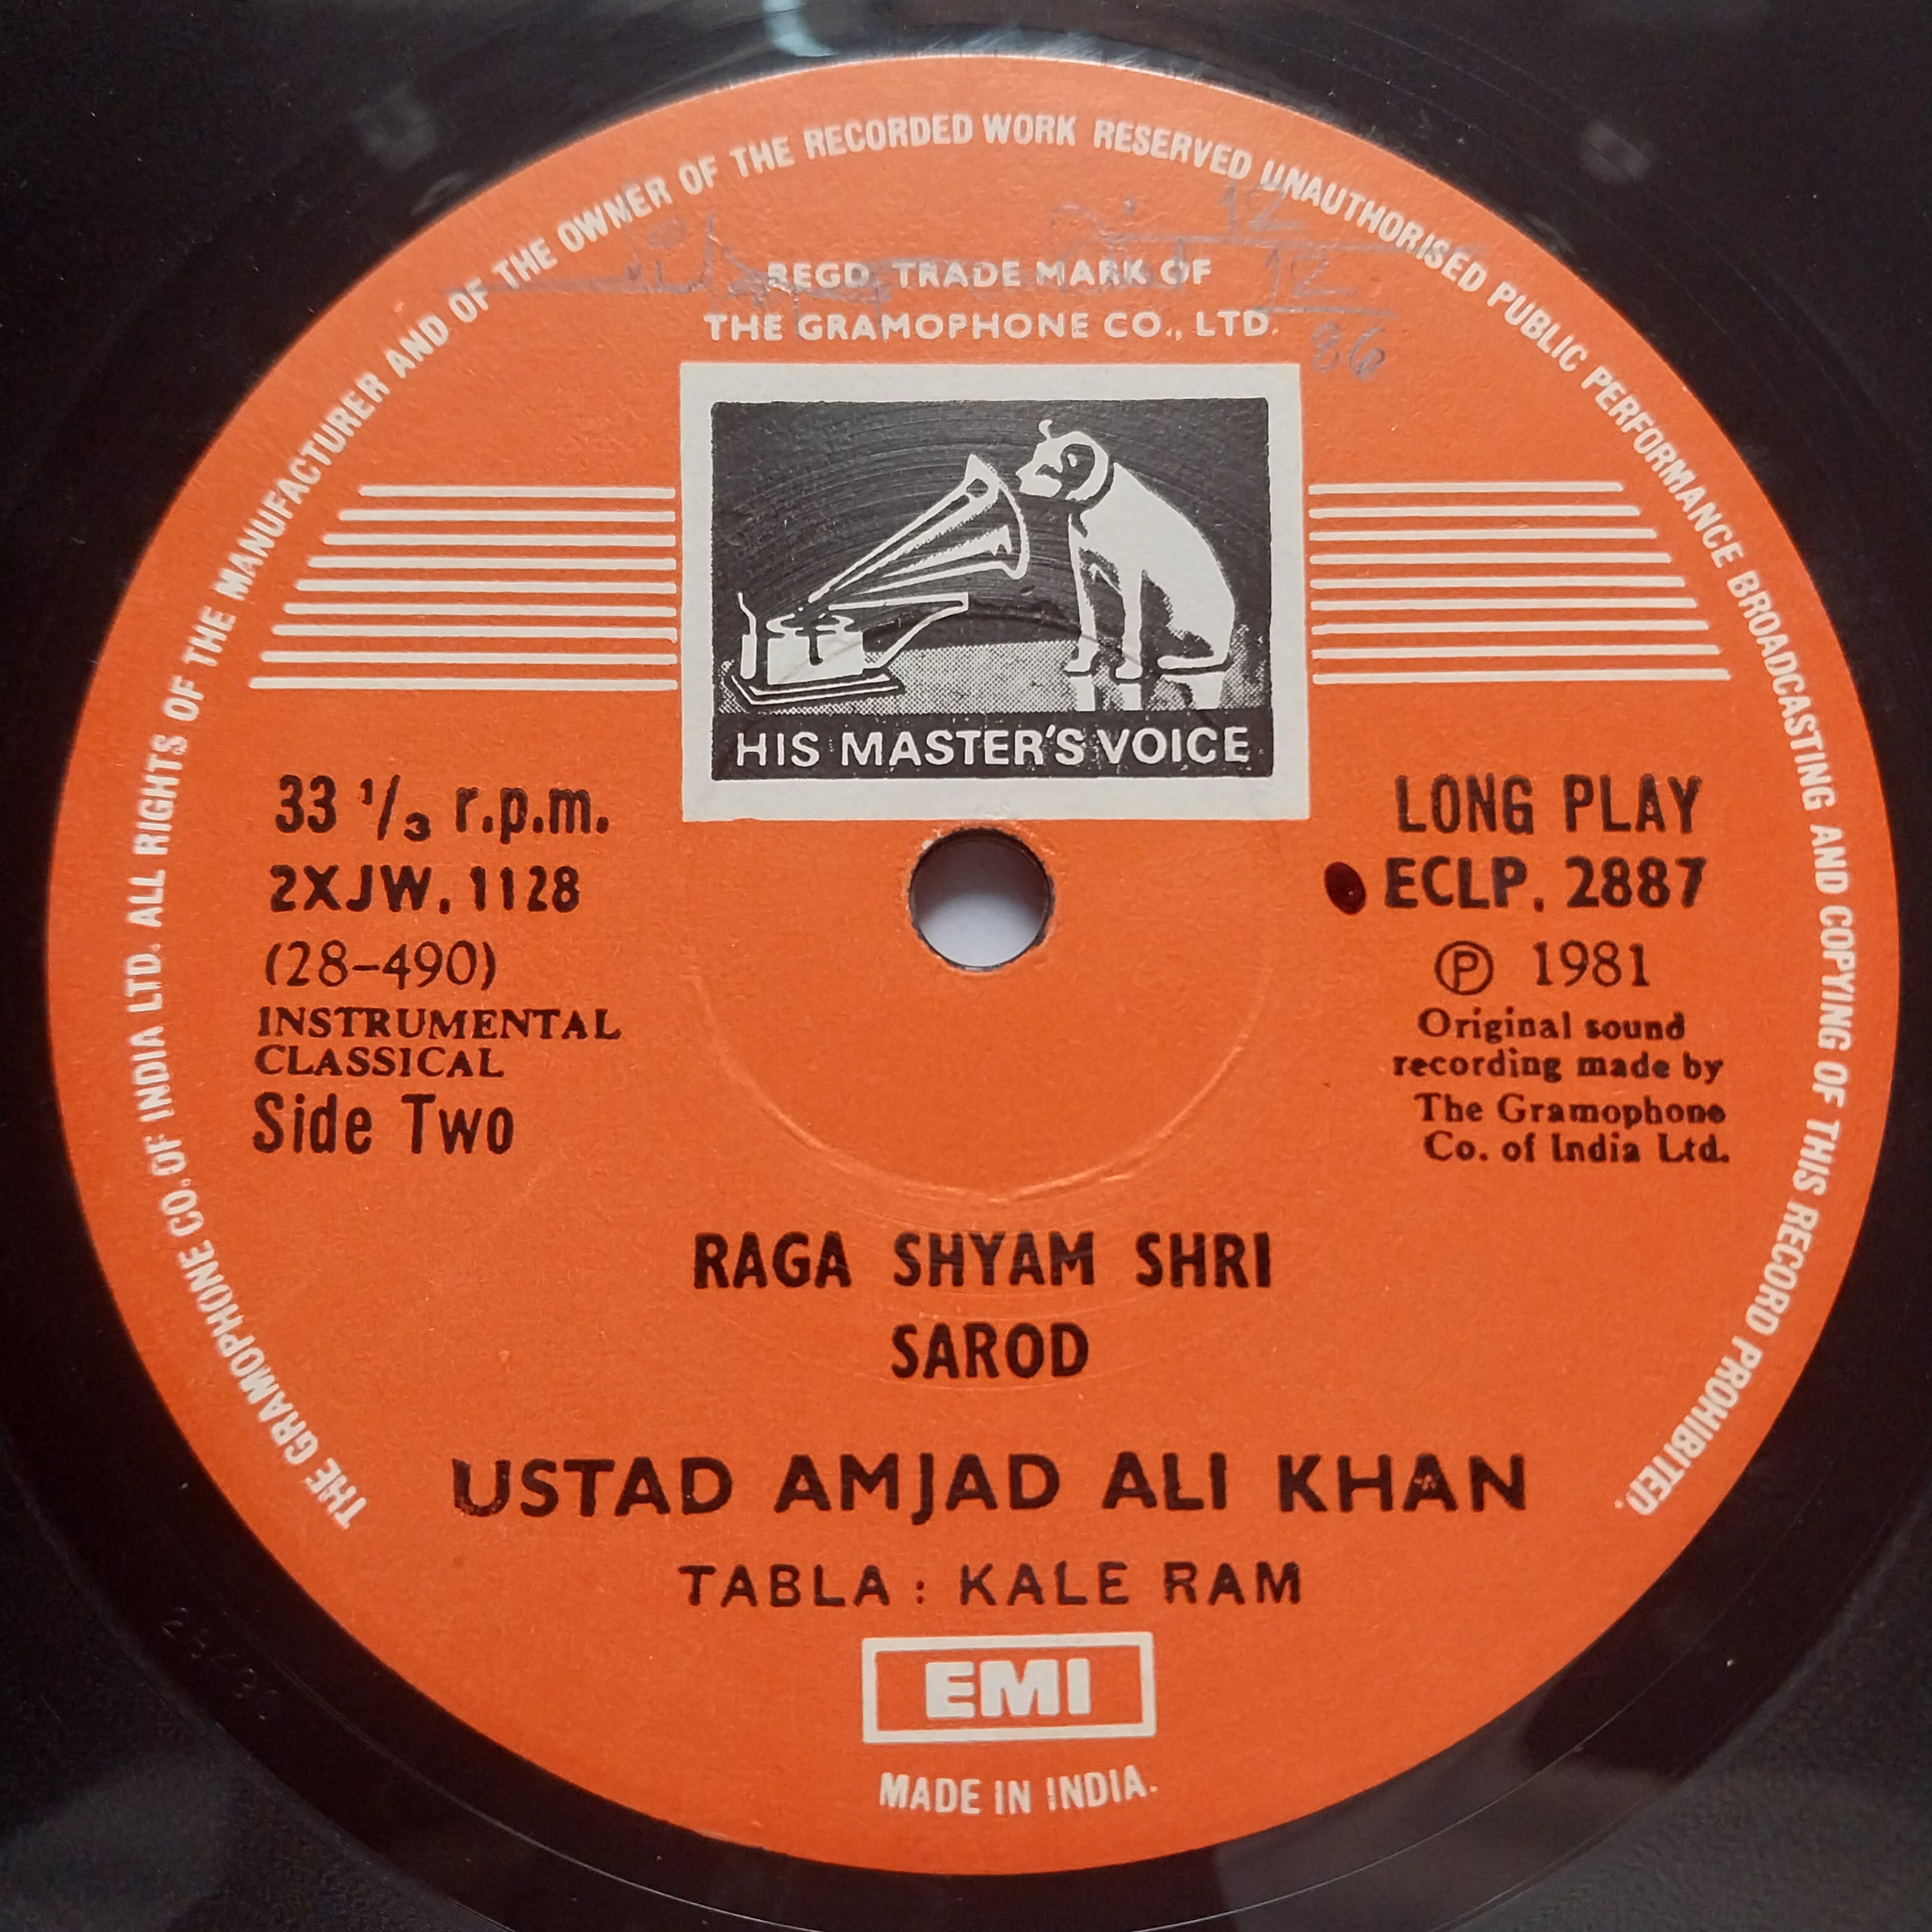 THE GRAMOPHONE CO. OF INDIA LTD. ALL RIGHTS OF THE MANUFACTURER AND OF THE OWNER OF THE RECORDED WORK RESERVED UNAUTHORISED PUBLIC PERFORMANCE BROADCASTING AND COPYING OF THIS RECORD PROHIBITED.
12
12
86
REGD. TRADE MARK OF
THE GRAMOPHONE CO., LTD.
HIS MASTER'S VOICE
33 1/3 r.p.m.
2XJW. 1128
(28-490)
INSTRUMENTAL
CLASSICAL
Side Two
LONG PLAY
ECLP. 2887
Ⓟ 1981
Original sound
recording made by
The Gramophone
Co. of India Ltd.
RAGA SHYAM SHRI
SAROD
USTAD AMJAD ALI KHAN
TABLA : KALE RAM
EMI
MADE IN INDIA.